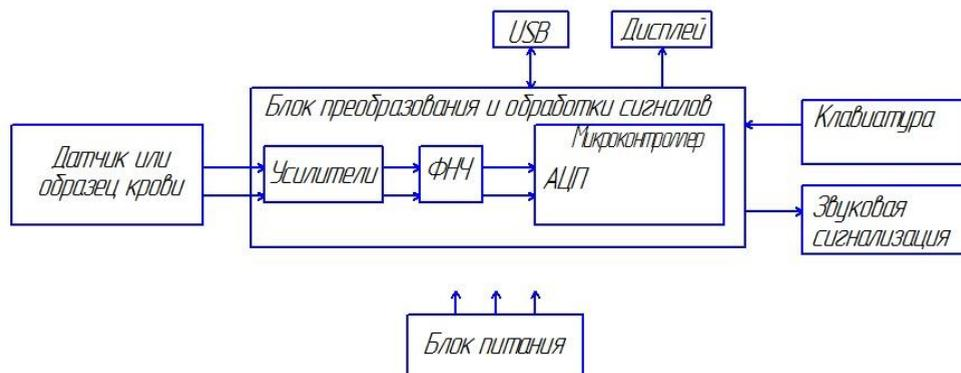 USB
Дисплей
Блок преобразования и обработки сигналов
Микроконтроллер
Клавиатура
Датчик или
образец крови
Усилители
ФНЧ
АЦП
Звуковая
сигнализация
Блок питания